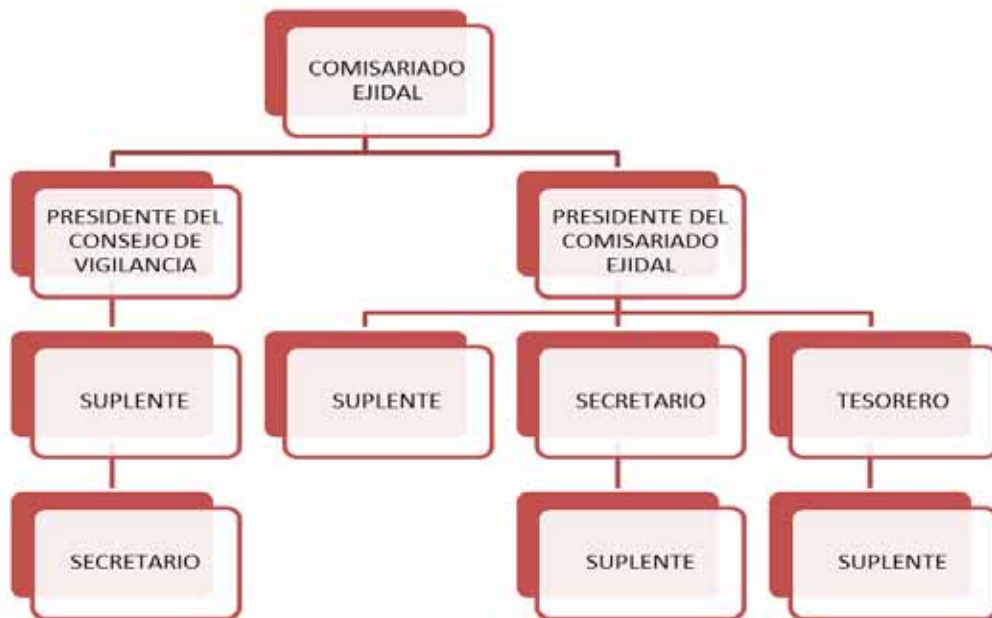 COMISARIADO
EJIDAL
PRESIDENTE DEL
CONSEJO DE
VIGILANCIA
PRESIDENTE DEL
COMISARIADO
EJIDAL
SUPLENTE
SUPLENTE
SECRETARIO
TESORERO
SECRETARIO
SUPLENTE
SUPLENTE